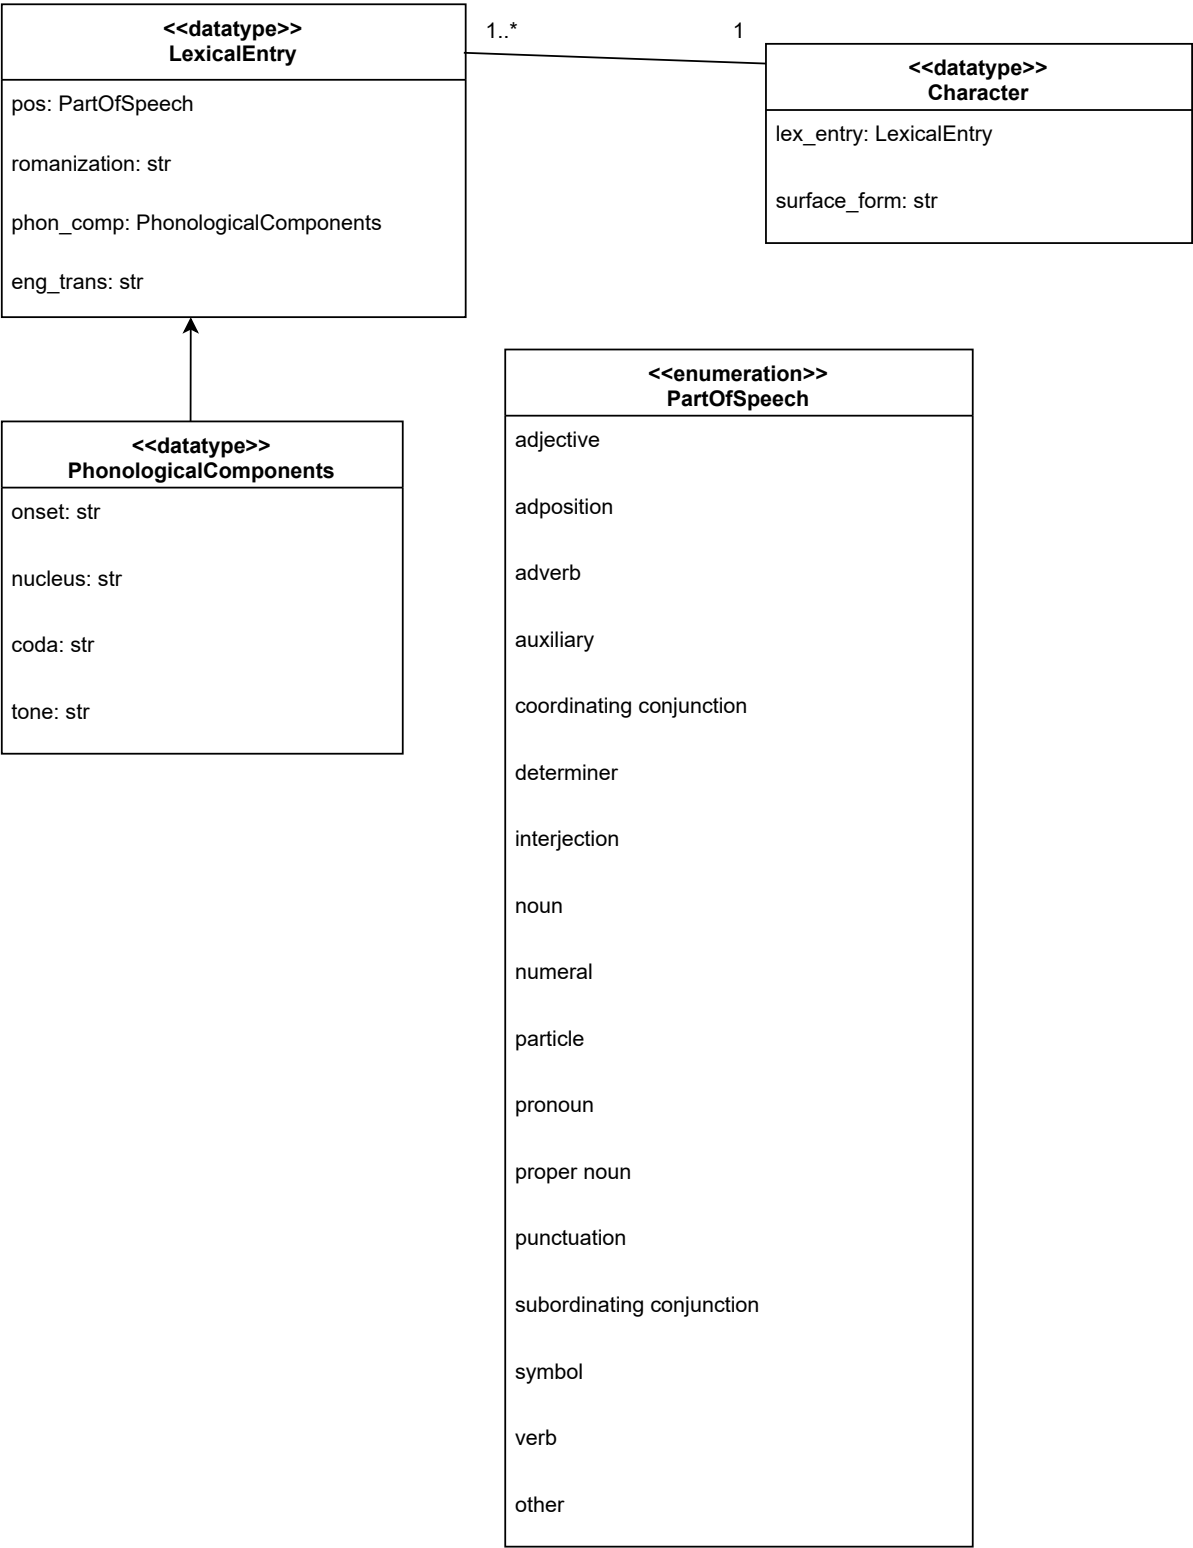 <<datatype>>
LexicalEntry
pos: PartOfSpeech
romanization: str
phon_comp: PhonologicalComponents
eng_trans: str
1..*
1
<<datatype>>
Character
lex_entry: LexicalEntry
surface_form: str
<<datatype>>
PhonologicalComponents
onset: str
nucleus: str
coda: str
tone: str
<<enumeration>>
PartOfSpeech
adjective
adposition
adverb
auxiliary
coordinating conjunction
determiner
interjection
noun
numeral
particle
pronoun
proper noun
punctuation
subordinating conjunction
symbol
verb
other